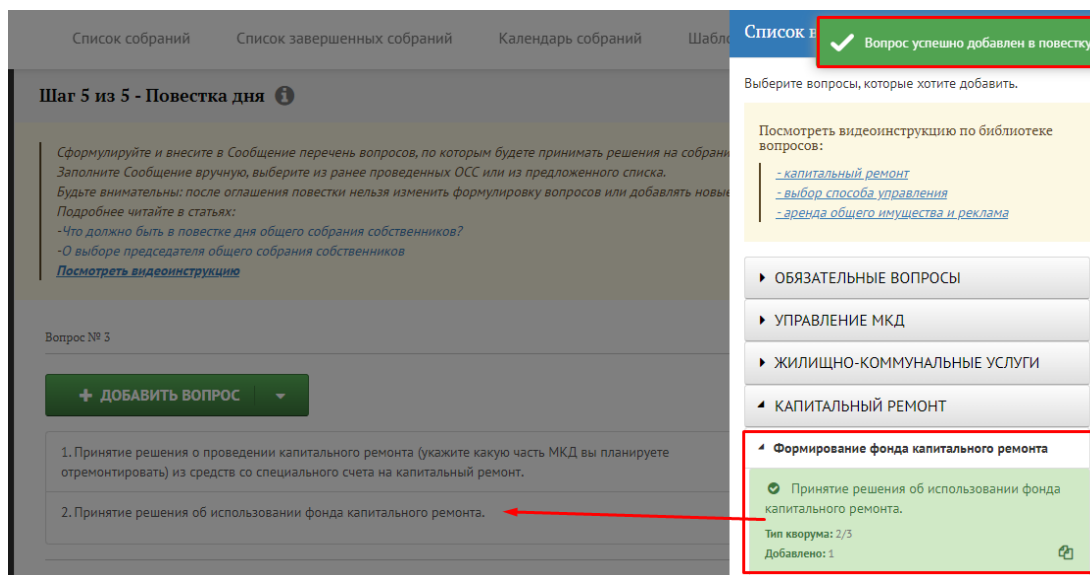 Список собраний
Список завершенных собраний
Календарь собраний
Шаг 5 из 5 - Повестка дня
Сформулируйте и внесите в Сообщение перечень вопросов, по которым будете принимать решения на
Заполните Сообщение вручную, выберите из ранее проведенных ОСС или из предложенного списка.
Будьте внимательны: после оглашения повестки нельзя изменить формулировку вопросов или добавлять
Подробнее читайте в статьях:
-Что должно быть в повестке дня общего собрания собственников?
-О выборе председателя общего собрания собственников
Посмотреть видеоинструкцию
Вопрос № 3
ДОБАВИТЬ ВОПРОС
1. Принятие решения о проведении капитального ремонта (укажите какую часть МКД вы планируете
отремонтировать) из средств со специального счета на капитальный ремонт.
2. Принятие решения об использовании фонда капитального ремонта.
Список
Вопрос успешно добавлен в повестку
Выберите вопросы, которые хотите добавить.
Посмотреть видеоинструкцию по библиотеке
вопросов:
- капитальный ремонт
- выбор способа управления
- аренда общего имущества и реклама
ОБЯЗАТЕЛЬНЫЕ ВОПРОСЫ
УПРАВЛЕНИЕ МКД
ЖИЛИЩНО-КОММУНАЛЬНЫЕ УСЛУГИ
КАПИТАЛЬНЫЙ РЕМОНТ
Формирование фонда капитального ремонта
Принятие решения об использовании фонда
капитального ремонта.
Тип кворума: 2/3
Добавлено: 1